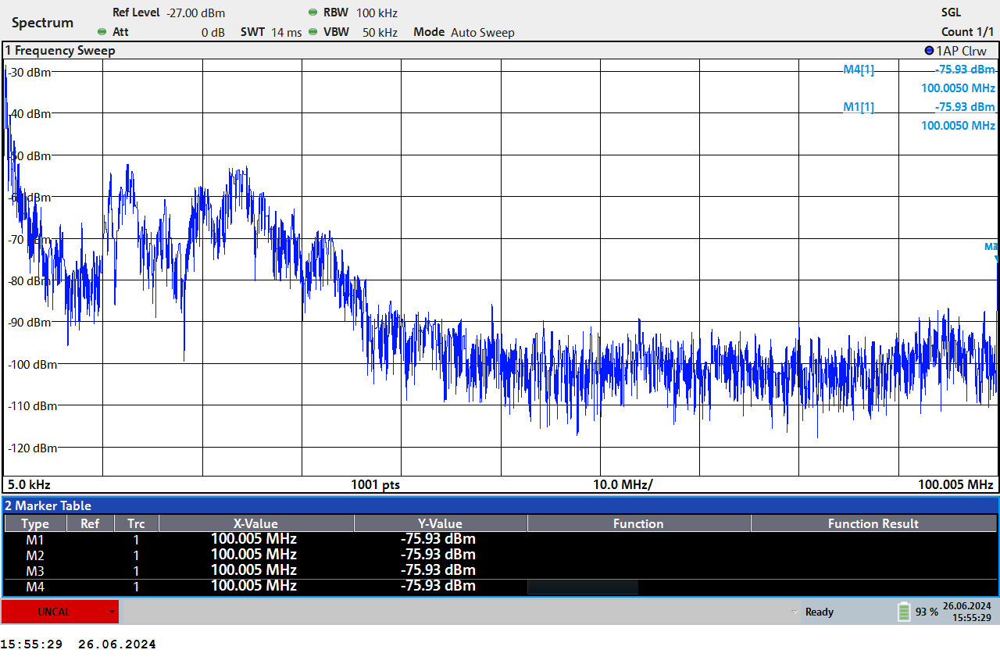 Spectrum
Ref Level -27.00 dBm
RBW 100 kHz
SGL
Att 0 dB SWT 14 ms VBW 50 kHz Mode Auto Sweep
Count 1/1
1 Frequency Sweep
1AP Clrw
M4[1] -75.93 dBm
100.0050 MHz
M1[1] -75.93 dBm
100.0050 MHz
-30 dBm
-40 dBm
-50 dBm
-60 dBm
-70 dBm
-80 dBm
-90 dBm
-100 dBm
-110 dBm
-120 dBm
5.0 kHz 1001 pts 10.0 MHz/ 100.005 MHz
2 Marker Table
Type Ref Trc X-Value Y-Value Function Function Result
M1 1 100.005 MHz -75.93 dBm
M2 1 100.005 MHz -75.93 dBm
M3 1 100.005 MHz -75.93 dBm
M4 1 100.005 MHz -75.93 dBm
UNCAL
Ready
93 %
26.06.2024
15:55:29
15:55:29 26.06.2024